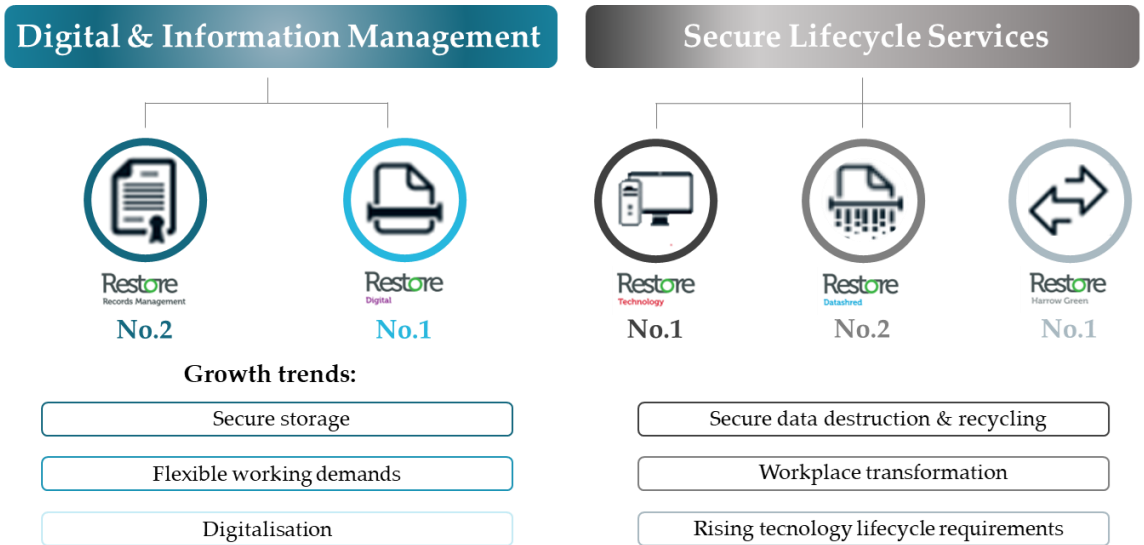 Digital & Information Management
Secure Lifecycle Services
Restore
Records Management
Restore
Digital
Restore
Technology
Restore
Datashred
Restore
Harrow Green
No.2
No.1
No.1
No.2
No.1
Growth trends:
Secure storage
Flexible working demands
Digitalisation
Secure data destruction & recycling
Workplace transformation
Rising tecnology lifecycle requirements